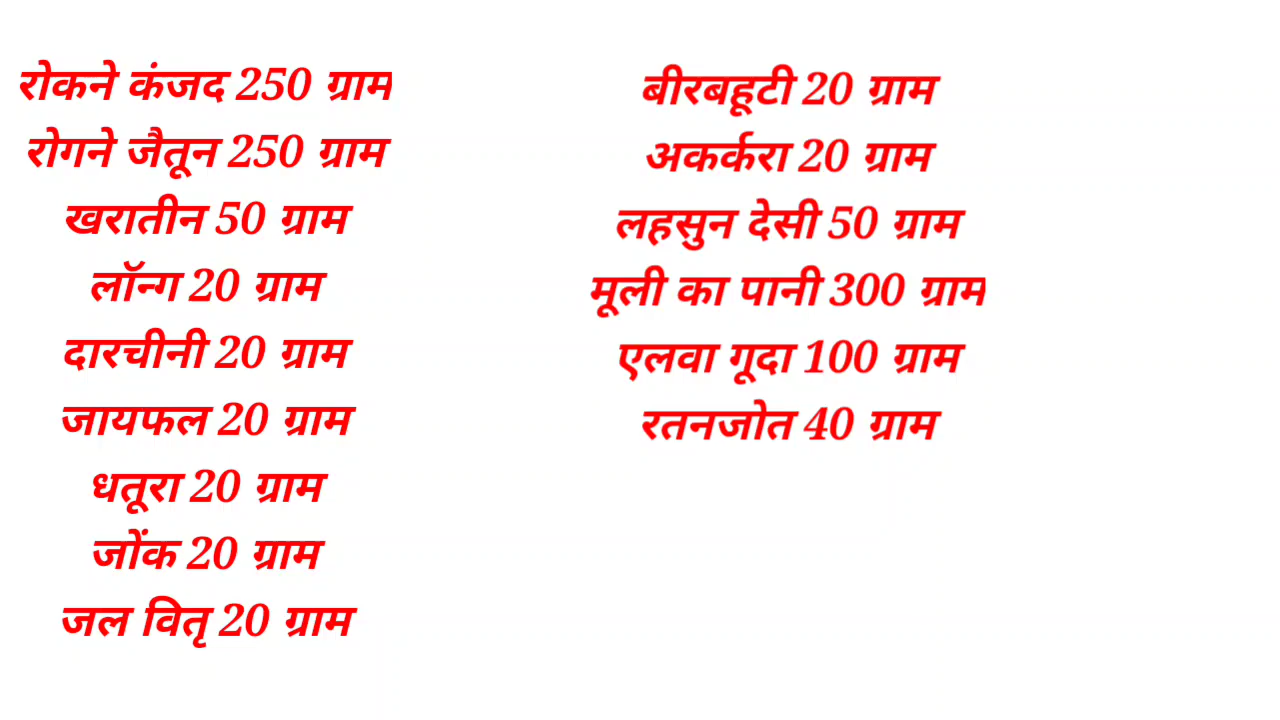 रोकने कंजद 250 ग्राम
रोगने जैतून 250 ग्राम
खरातीन 50 ग्राम
लॉन्ग 20 ग्राम
दारचीनी 20 ग्राम
जायफल 20 ग्राम
धतूरा 20 ग्राम
जोंक 20 ग्राम
जल वितृ 20 ग्राम
बीरबहूटी 20 ग्राम
अकर्करा 20 ग्राम
लहसुन देसी 50 ग्राम
मूली का पानी 300 ग्राम
एलवा गूदा 100 ग्राम
रतनजोत 40 ग्राम